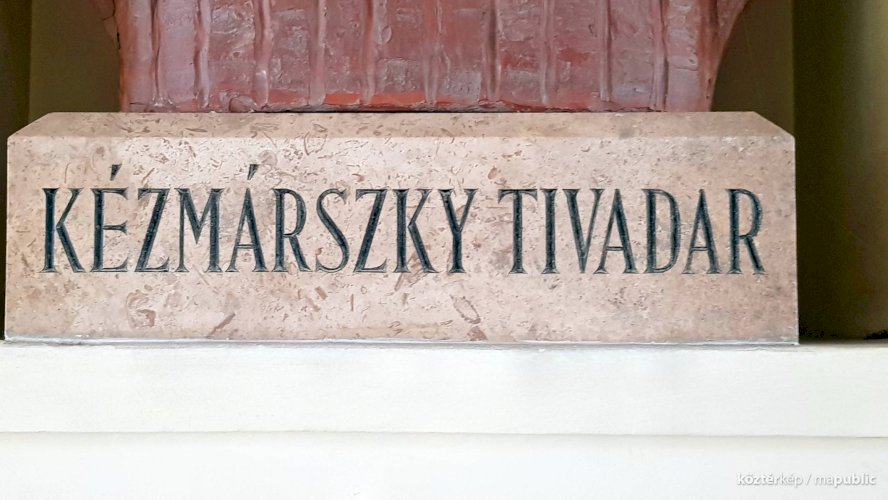 KÉZMÁRSZKY TIVADAR
köztérkép / mapublic